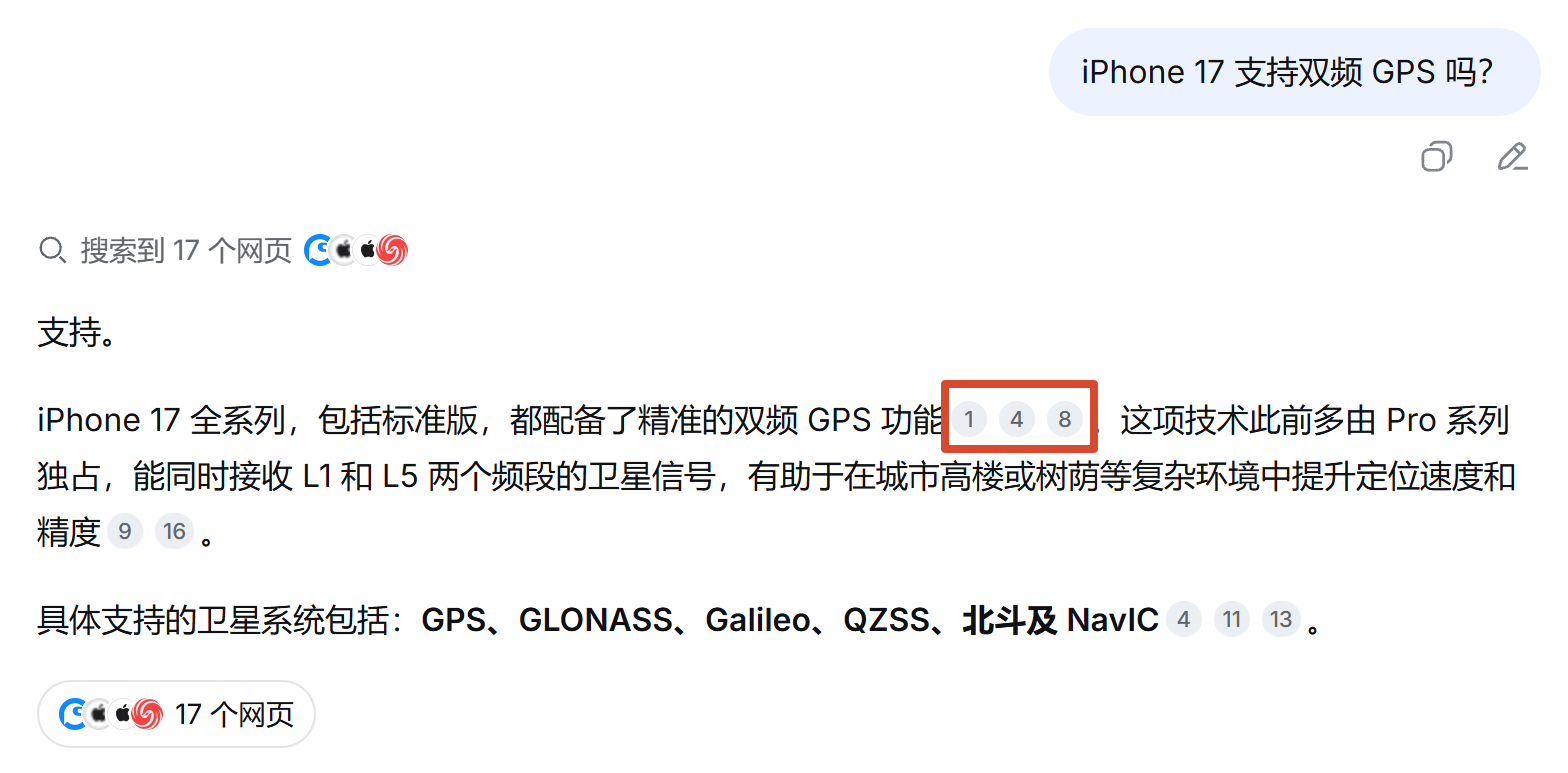 iPhone 17 支持双频 GPS 吗？
搜索到 17 个网页
支持。
iPhone 17 全系列，包括标准版，都配备了精准的双频 GPS 功能 1 4 8 。这项技术此前多由 Pro 系列
独占，能同时接收 L1 和 L5 两个频段的卫星信号，有助于在城市高楼或树荫等复杂环境中提升定位速度和
精度 9 16 。
具体支持的卫星系统包括：GPS、GLONASS、Galileo、QZSS、北斗及 NavIC 4 11 13 。
17 个网页